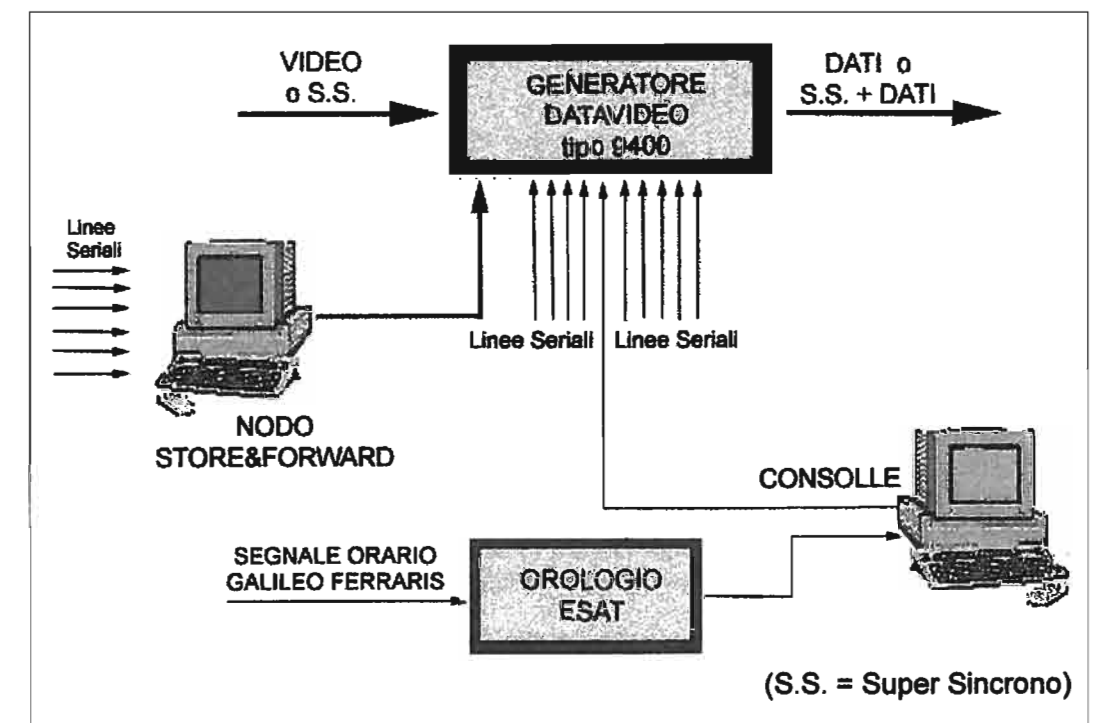 VIDEO
o S.S.
GENERATORE
DATAVIDEO
tipo 9400
DATI o
S.S. + DATI
Linee
Seriali
Linee Seriali
Linee Seriali
NODO
STORE&FORWARD
CONSOLLE
SEGNALE ORARIO
GALILEO FERRARIS
OROLOGIO
ESAT
(S.S. = Super Sincrono)